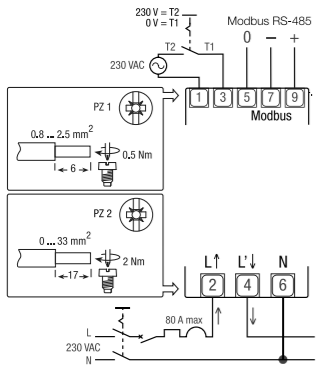 230 V = T2
0 V = T1
Modbus RS-485
0 — +
T2 T1
230 VAC
1 3 5 7 9
Modbus
PZ 1
0.8 ... 2.5 mm²
0.5 Nm
6
PZ 2
0 ... 33 mm²
2 Nm
17
L↑ L'↓ N
2 4 6
80 A max
L
230 VAC
N